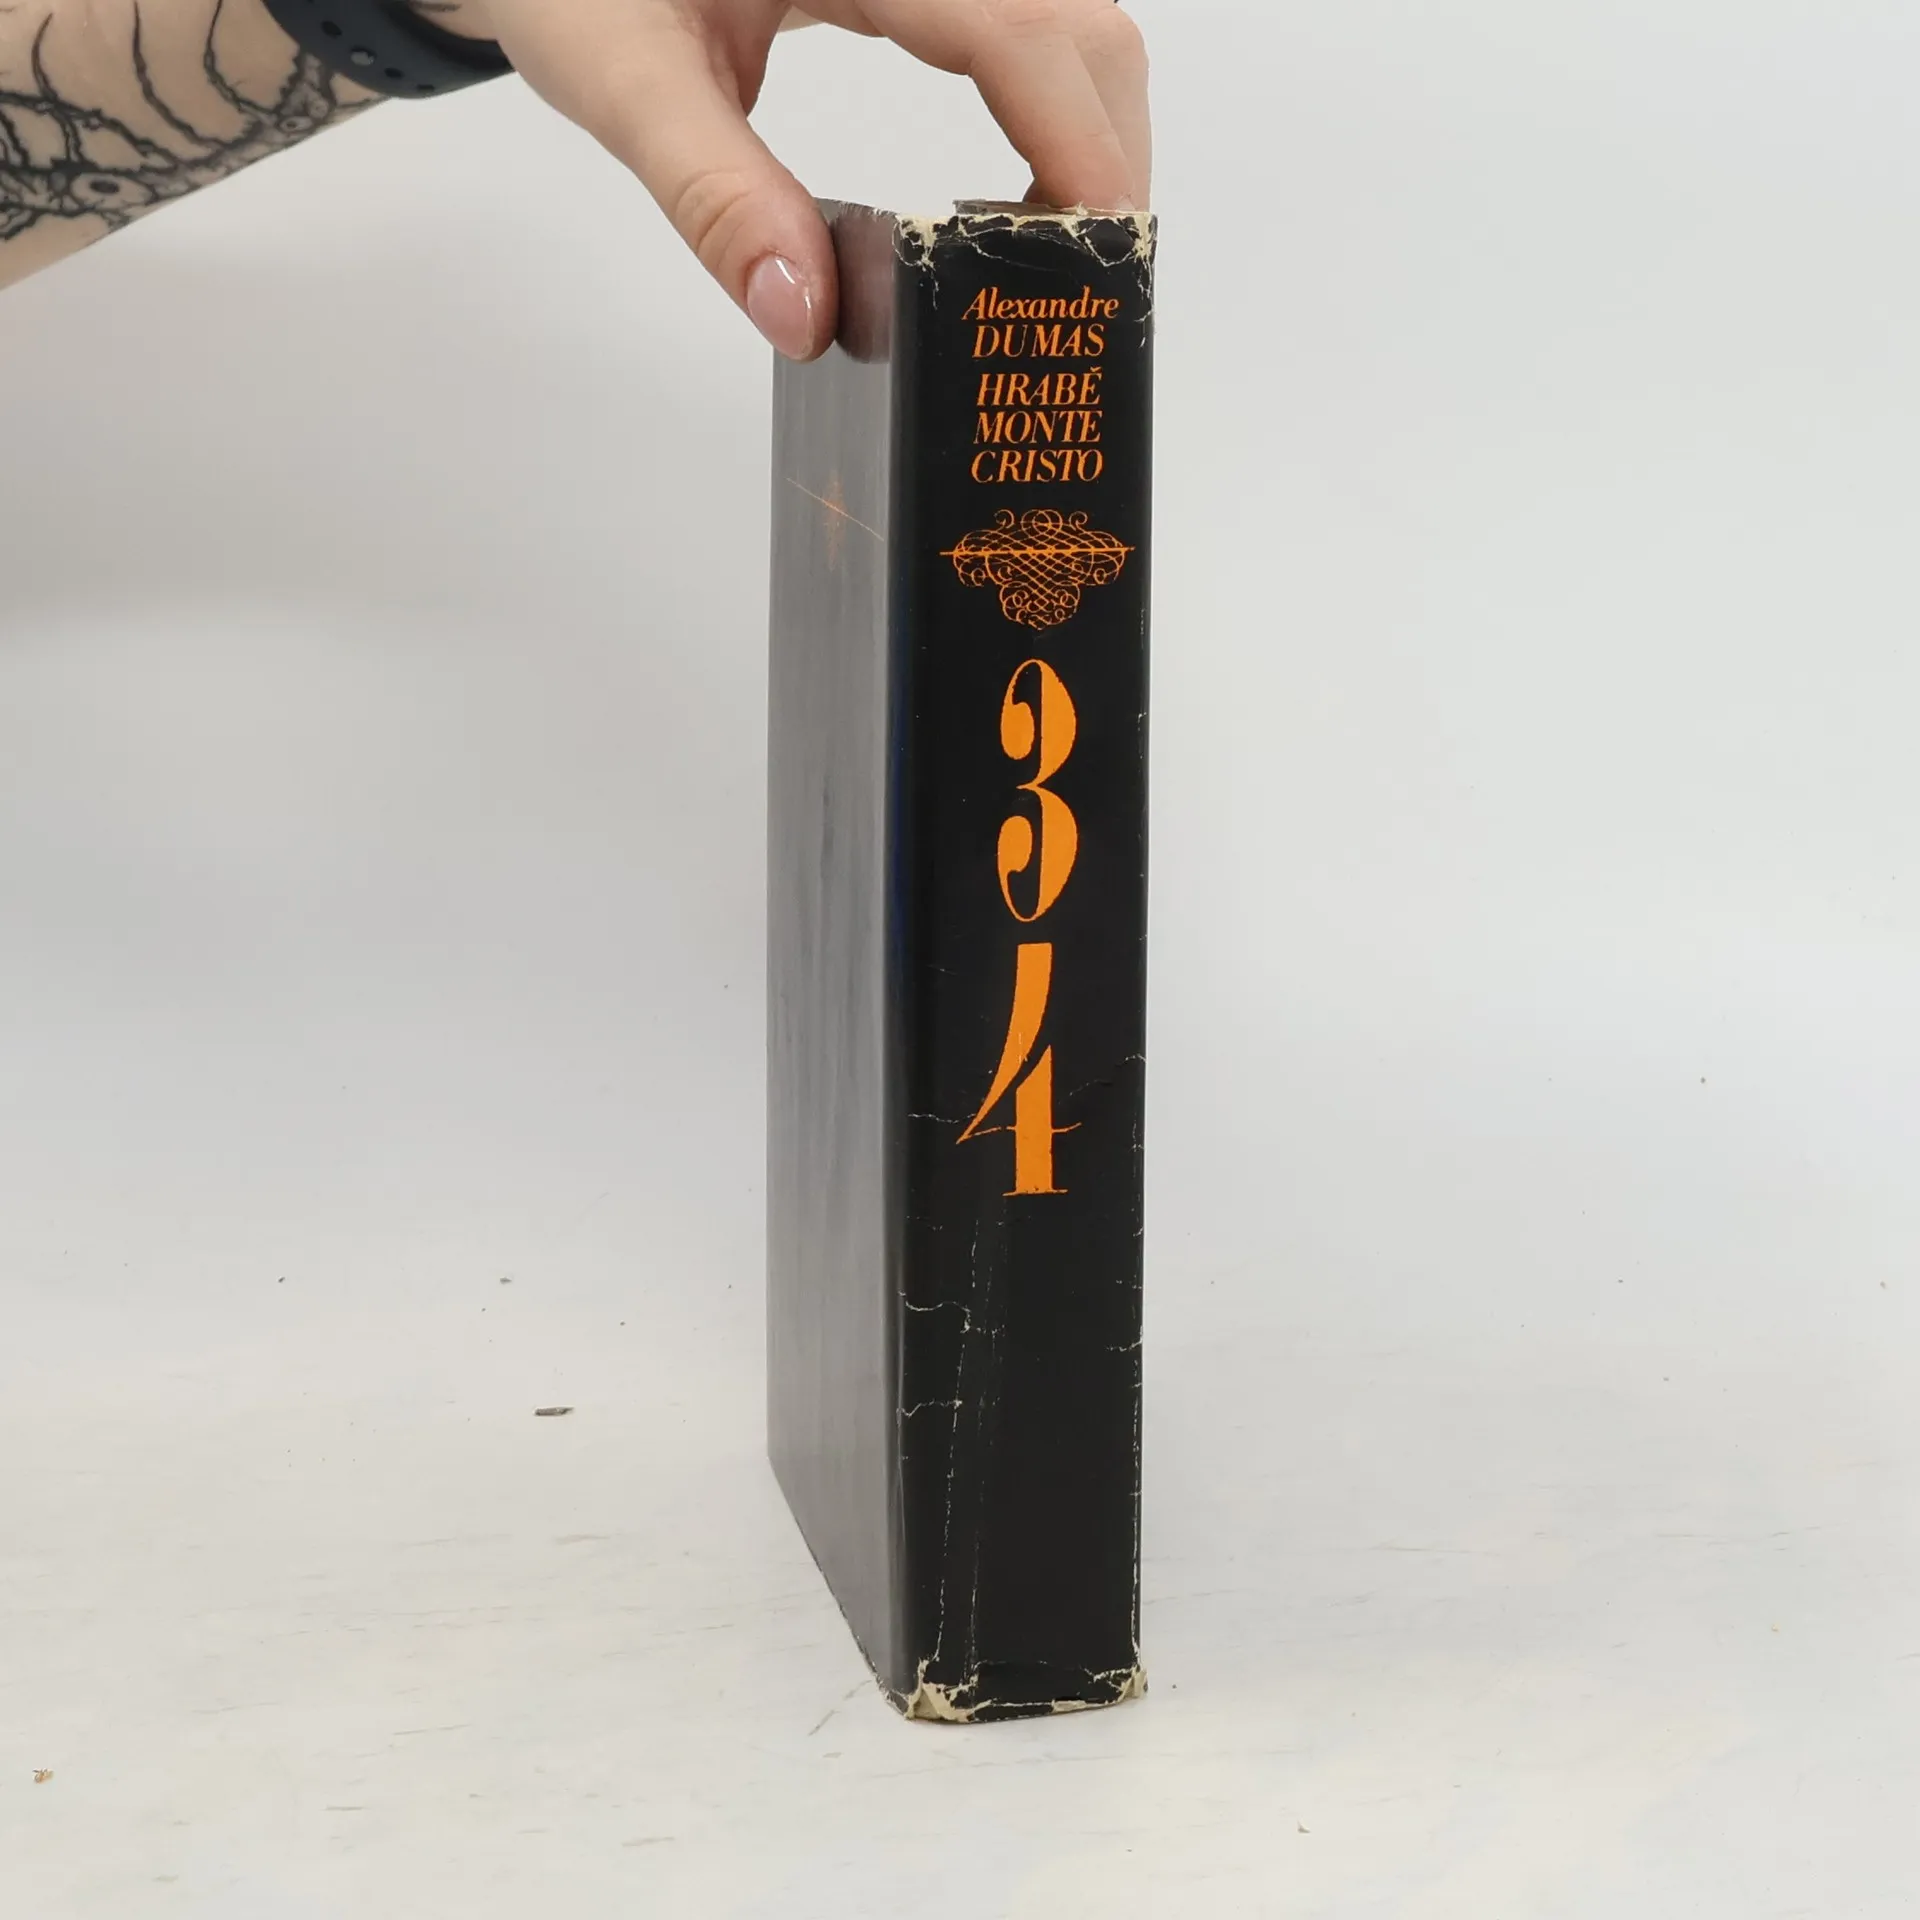 Alexandre
DUMAS
HRABĚ
MONTE
CRISTO
3
4